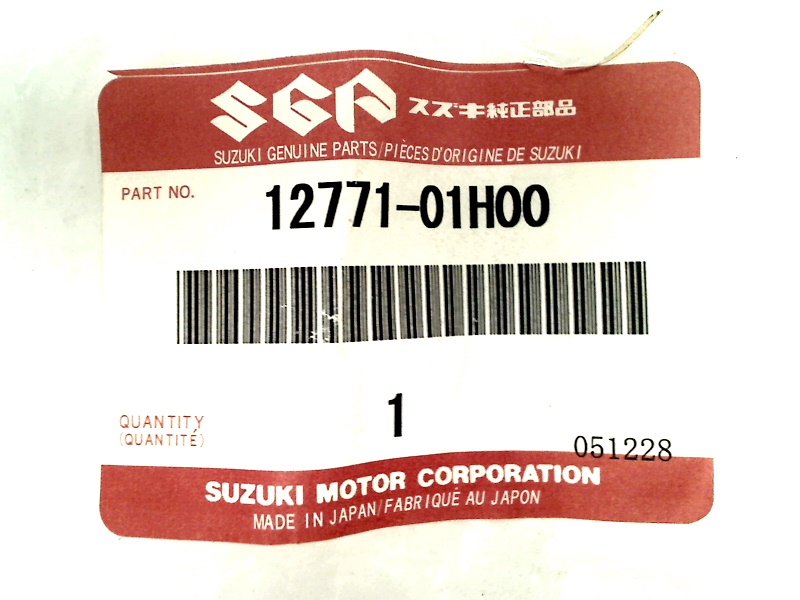 SGP スズキ純正部品
SUZUKI GENUINE PARTS/PIÈCES D'ORIGINE DE SUZUKI
PART NO. 12771-01H00
QUANTITY 1
(QUANTITÉ)
051228
SUZUKI MOTOR CORPORATION
MADE IN JAPAN/FABRIQUÉ AU JAPON